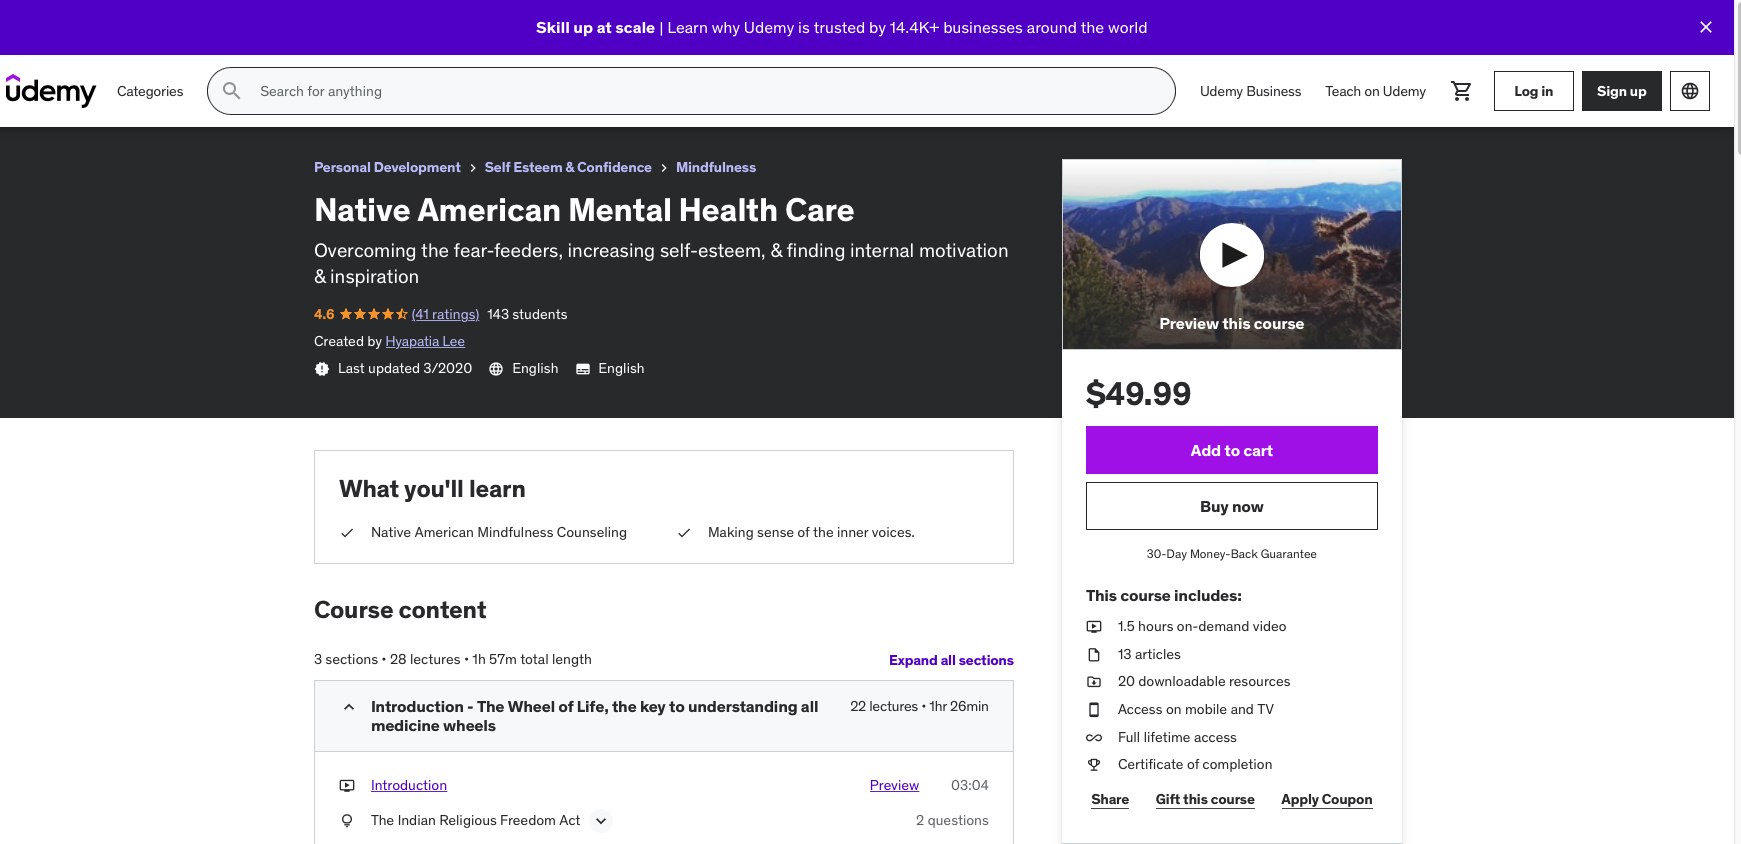 Skill up at scale | Learn why Udemy is trusted by 14.4K+ businesses around the world
udemy
Categories
Search for anything
Udemy Business
Teach on Udemy
Log in
Sign up
Personal Development
Self Esteem & Confidence
Mindfulness
Native American Mental Health Care
Overcoming the fear-feeders, increasing self-esteem, & finding internal motivation
& inspiration
4.6 (41 ratings) 143 students
Created by Hyapatia Lee
Last updated 3/2020 English English
Preview this course
$49.99
Add to cart
Buy now
30-Day Money-Back Guarantee
This course includes:
1.5 hours on-demand video
13 articles
20 downloadable resources
Access on mobile and TV
Full lifetime access
Certificate of completion
Share Gift this course Apply Coupon
What you'll learn
Native American Mindfulness Counseling
Making sense of the inner voices.
Course content
3 sections • 28 lectures • 1h 57m total length
Expand all sections
Introduction - The Wheel of Life, the key to understanding all
medicine wheels
22 lectures • 1hr 26min
Introduction Preview 03:04
The Indian Religious Freedom Act 2 questions